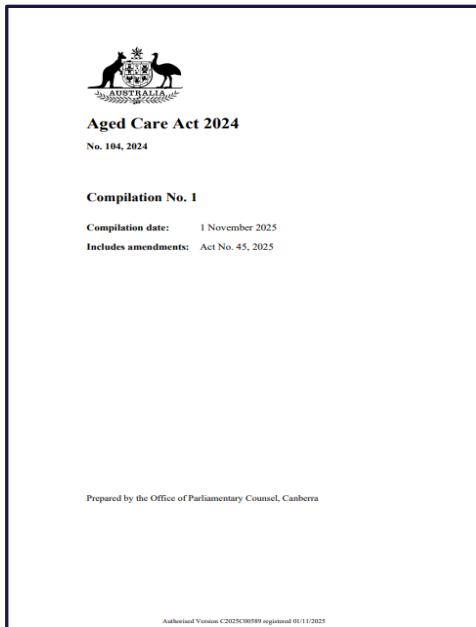 AUSTRALIA
Aged Care Act 2024
No. 104, 2024
Compilation No. 1
Compilation date: 1 November 2025
Includes amendments: Act No. 45, 2025
Prepared by the Office of Parliamentary Counsel, Canberra
Authorised Version C2025C00589 registered 01/11/2025